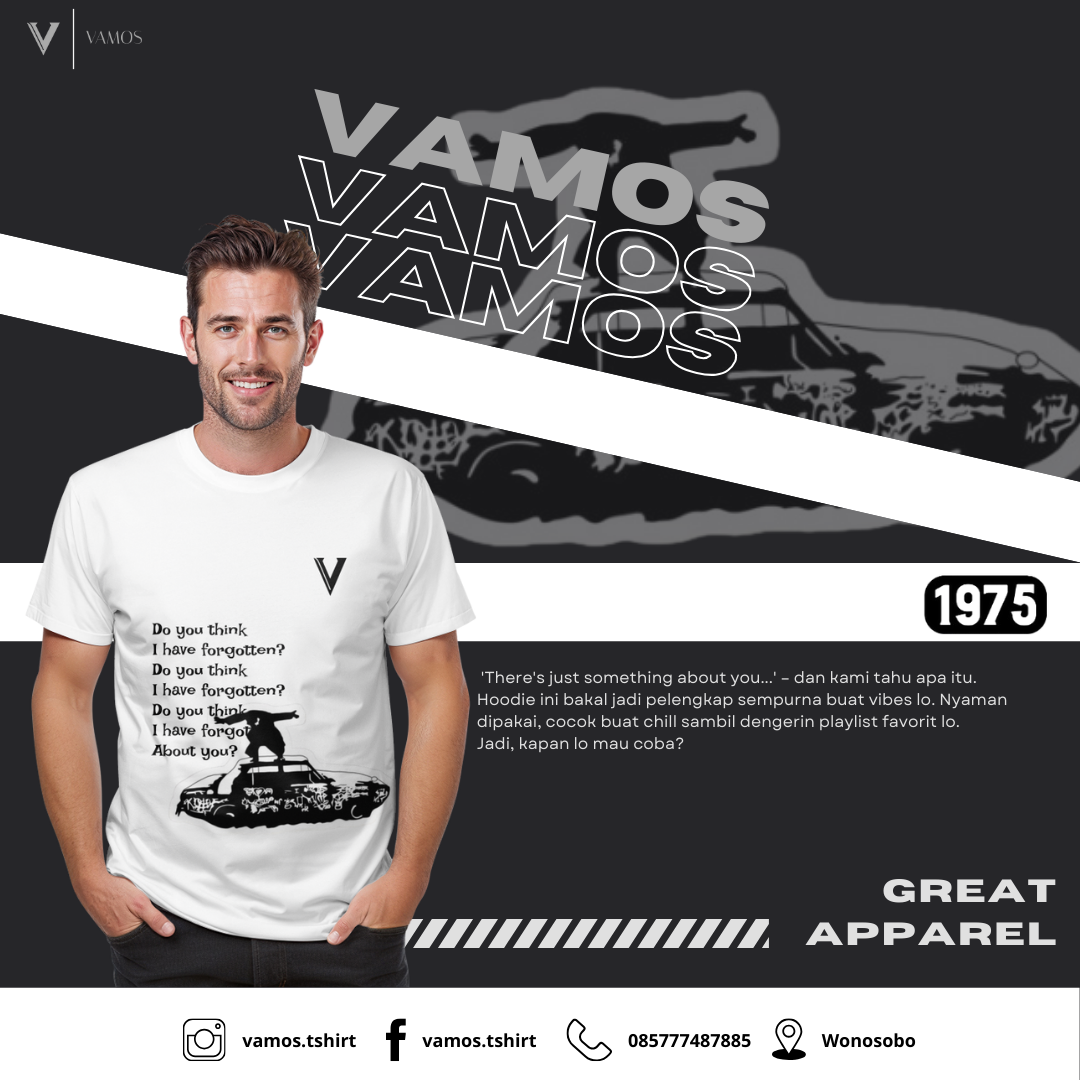 V VAMOS
VAMOS
VAMOS
VAMOS
1975
V
Do you think
I have forgotten?
Do you think
I have forgotten?
Do you think
I have forgot
About you?
'There's just something about you...' – dan kami tahu apa itu.
Hoodie ini bakal jadi pelengkap sempurna buat vibes lo. Nyaman
dipakai, cocok buat chill sambil dengerin playlist favorit lo.
Jadi, kapan lo mau coba?
GREAT
APPAREL
vamos.tshirt vamos.tshirt 085777487885 Wonosobo